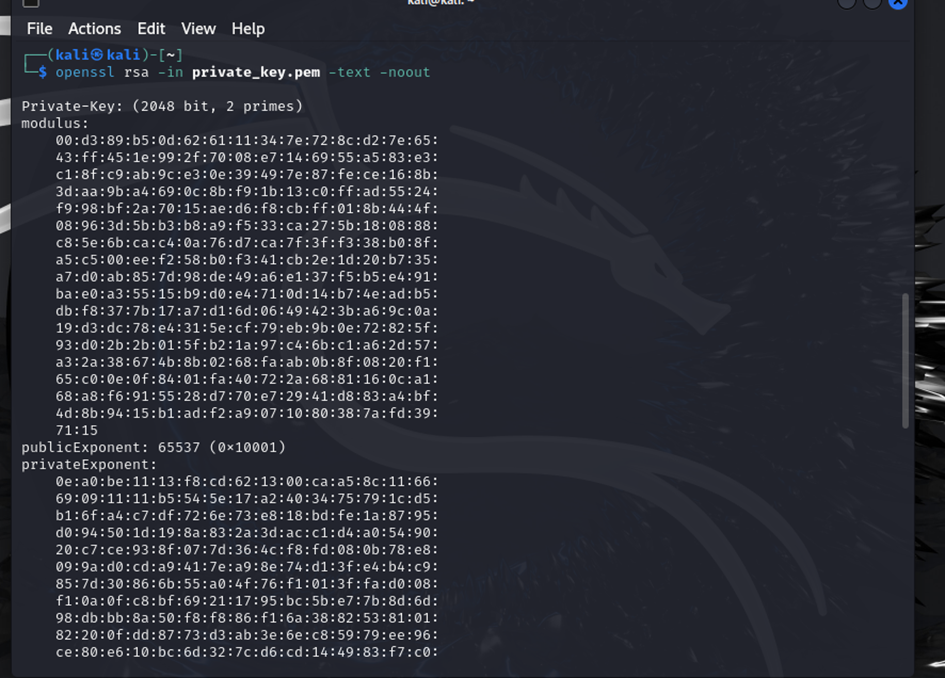 kali@kali: ~
File Actions Edit View Help
┌──(kali㉿kali)-[~]
└─$ openssl rsa -in private_key.pem -text -noout
Private-Key: (2048 bit, 2 primes)
modulus:
00:d3:89:b5:0d:62:61:11:34:7e:72:8c:d2:7e:65:
43:ff:45:1e:99:2f:70:08:e7:14:69:55:a5:83:e3:
c1:8f:c9:ab:9c:e3:0e:39:49:7e:87:fe:ce:16:8b:
3d:aa:9b:a4:69:0c:8b:f9:1b:13:c0:ff:ad:55:24:
f9:98:bf:2a:70:15:ae:d6:f8:cb:ff:01:8b:44:4f:
08:96:3d:5b:b3:b8:a9:f5:33:ca:27:5b:18:08:88:
c8:5e:6b:ca:c4:0a:76:d7:ca:7f:3f:f3:38:b0:8f:
a5:c5:00:ee:f2:58:b0:f3:41:cb:2e:1d:20:b7:35:
a7:d0:ab:85:7d:98:de:49:a6:e1:37:f5:b5:e4:91:
ba:e0:a3:55:15:b9:d0:e4:71:0d:14:b7:4e:ad:b5:
db:f8:37:7b:17:a7:d1:6d:06:49:42:3b:a6:9c:0a:
19:d3:dc:78:e4:31:5e:cf:79:eb:9b:0e:72:82:5f:
93:d0:2b:2b:01:5f:b2:1a:97:c4:6b:c1:a6:2d:57:
a3:2a:38:67:4b:8b:02:68:fa:ab:0b:8f:08:20:f1:
65:c0:0e:0f:84:01:fa:40:72:2a:68:81:16:0c:a1:
68:a8:f6:91:55:28:d7:70:e7:29:41:d8:83:a4:bf:
4d:8b:94:15:b1:ad:f2:a9:07:10:80:38:7a:fd:39:
71:15
publicExponent: 65537 (0×10001)
privateExponent:
0e:a0:be:11:13:f8:cd:62:13:00:ca:a5:8c:11:66:
69:09:11:11:b5:54:5e:17:a2:40:34:75:79:1c:d5:
b1:6f:a4:c7:df:72:6e:73:e8:18:bd:fe:1a:87:95:
d0:94:50:1d:19:8a:83:2a:3d:ac:c1:d4:a0:54:90:
20:c7:ce:93:8f:07:7d:36:4c:f8:fd:08:0b:78:e8:
09:9a:d0:cd:a9:41:7e:a9:8e:74:d1:3f:e4:b4:c9:
85:7d:30:86:6b:55:a0:4f:76:f1:01:3f:fa:d0:08:
f1:0a:0f:c8:bf:69:21:17:95:bc:5b:e7:7b:8d:6d:
98:db:bb:8a:50:f8:f8:86:f1:6a:38:82:53:81:01:
82:20:0f:dd:87:73:d3:ab:3e:6e:c8:59:79:ee:96:
ce:80:e6:10:bc:6d:32:7c:d6:cd:14:49:83:f7:c0: